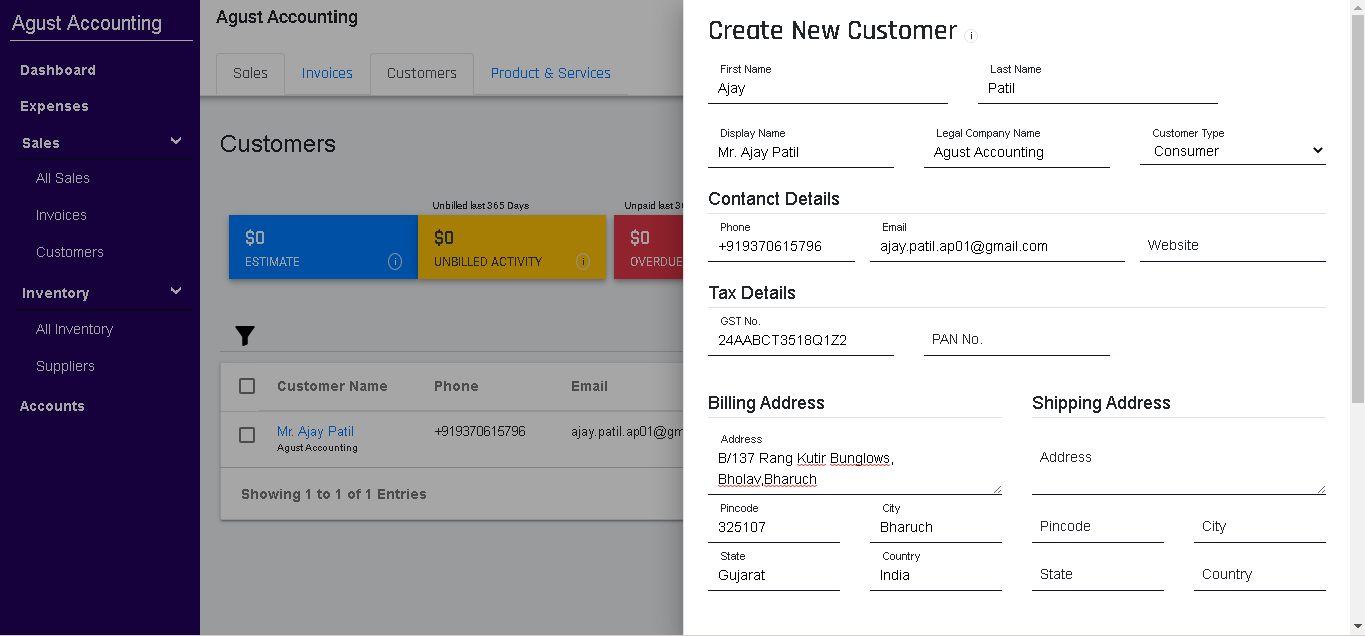 Agust Accounting
Dashboard
Expenses
Sales
All Sales
Invoices
Customers
Inventory
All Inventory
Suppliers
Accounts
Agust Accounting
Sales Invoices Customers Product & Services
Customers
Unbilled last 365 Days Unpaid last 3
$0 $0 $0
ESTIMATE i UNBILLED ACTIVITY i OVERDUE
Customer Name Phone Email
Mr. Ajay Patil +919370615796 ajay.patil.ap01@gm
Agust Accounting
Showing 1 to 1 of 1 Entries
Create New Customer i
First Name Last Name
Ajay Patil
Display Name Legal Company Name Customer Type
Mr. Ajay Patil Agust Accounting Consumer
Contanct Details
Phone Email
+919370615796 ajay.patil.ap01@gmail.com Website
Tax Details
GST No.
24AABCT3518Q1Z2 PAN No.
Billing Address Shipping Address
Address
B/137 Rang Kutir Bunglows, Address
Bholav,Bharuch
Pincode City
325107 Bharuch Pincode City
State Country
Gujarat India State Country